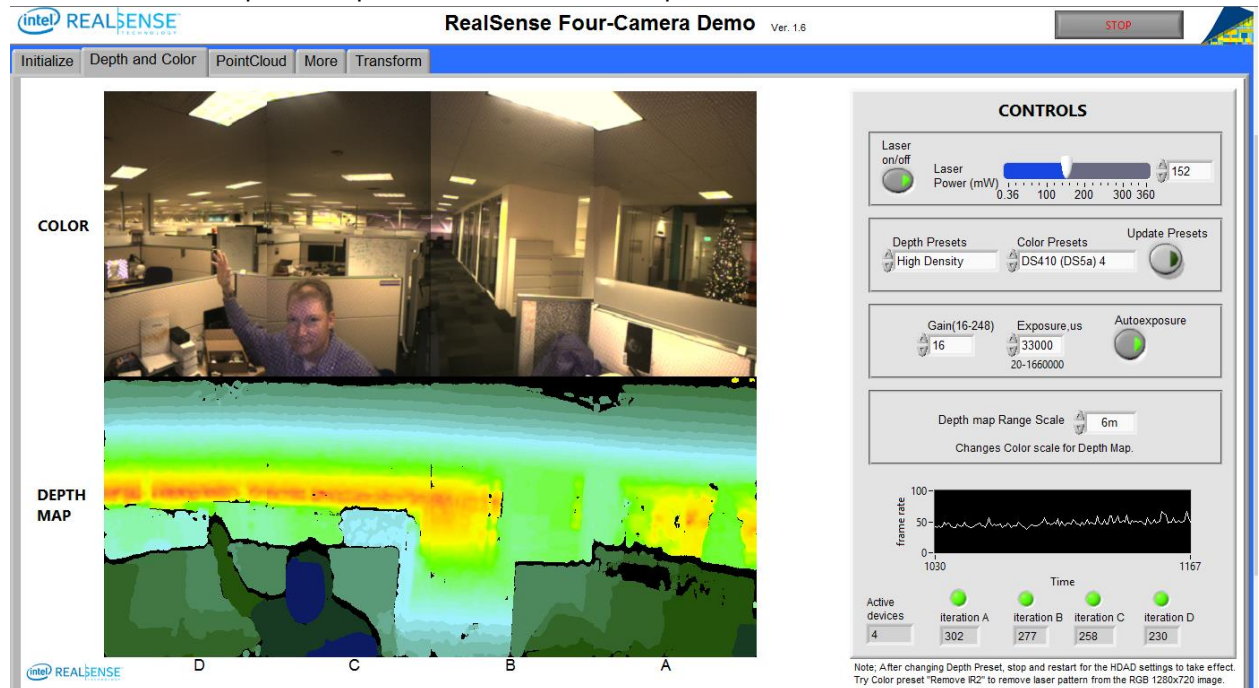 intel REALSENSE
TECHNOLOGY
RealSense Four-Camera Demo Ver. 1.6
STOP
Initialize Depth and Color PointCloud More Transform
COLOR
DEPTH
MAP
D C B A
intel REALSENSE
CONTROLS
Laser
on/off
Laser
Power (mW)
152
0.36 100 200 300 360
Depth Presets Color Presets Update Presets
High Density DS410 (DS5a) 4
Gain(16-248) Exposure,us Autoexposure
16 33000
20-1660000
Depth map Range Scale 6m
Changes Color scale for Depth Map.
100-
50-
0-
frame rate
1030 1167
Time
Active
devices iteration A iteration B iteration C iteration D
4 302 277 258 230
Note; After changing Depth Preset, stop and restart for the HDAD settings to take effect.
Try Color preset "Remove IR2" to remove laser pattern from the RGB 1280x720 image.